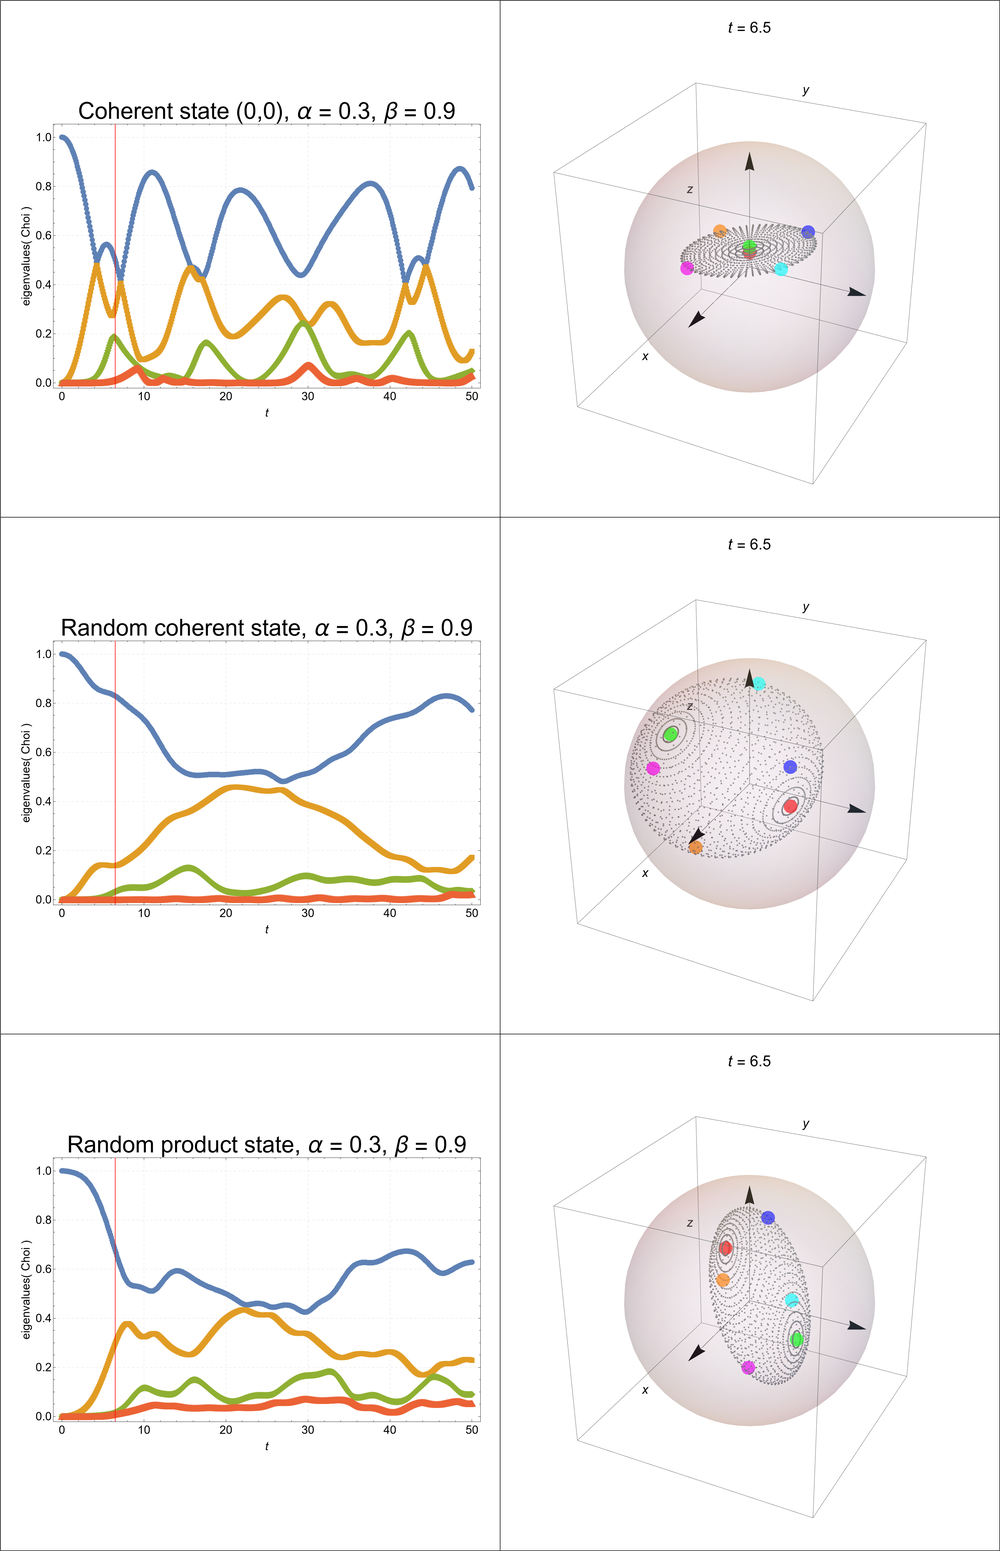 Coherent state (0,0), α = 0.3, β = 0.9
eigenvalues( Choi )
1.0
0.8
0.6
0.4
0.2
0.0
0 10 20 30 40 50
t
t = 6.5
y
z
x
Random coherent state, α = 0.3, β = 0.9
eigenvalues( Choi )
1.0
0.8
0.6
0.4
0.2
0.0
0 10 20 30 40 50
t
t = 6.5
y
z
x
Random product state, α = 0.3, β = 0.9
eigenvalues( Choi )
1.0
0.8
0.6
0.4
0.2
0.0
0 10 20 30 40 50
t
t = 6.5
y
z
x